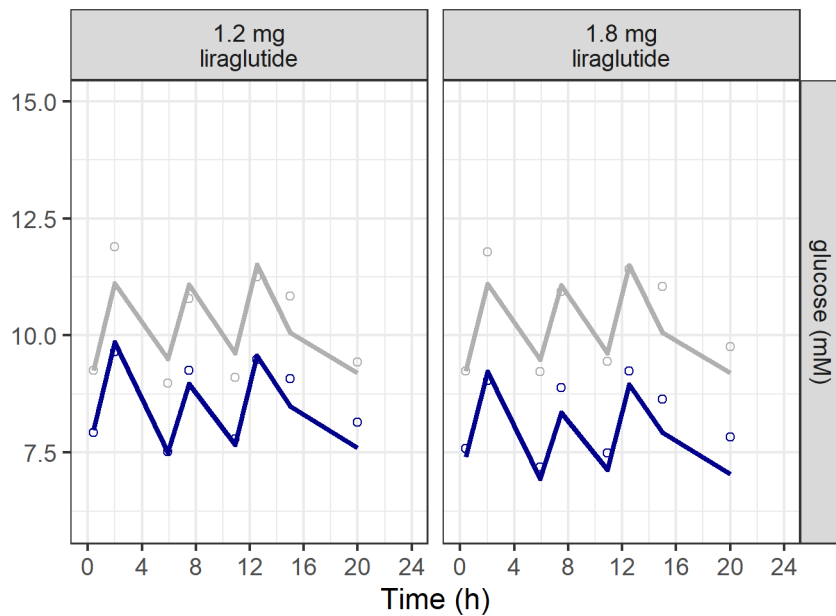 1.2 mg
liraglutide
1.8 mg
liraglutide
15.0
12.5
10.0
7.5
glucose (mM)
0 4 8 12 16 20 24
0 4 8 12 16 20 24
Time (h)